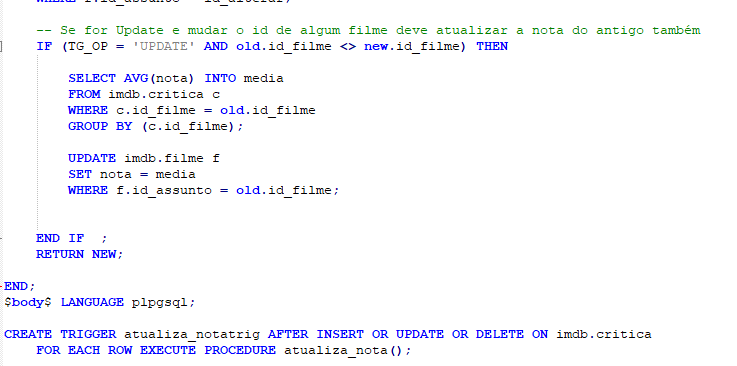 -- Se for Update e mudar o id de algum filme deve atualizar a nota do antigo também
IF (TG_OP = 'UPDATE' AND old.id_filme <> new.id_filme) THEN
SELECT AVG(nota) INTO media
FROM imdb.critica c
WHERE c.id_filme = old.id_filme
GROUP BY (c.id_filme);
UPDATE imdb.filme f
SET nota = media
WHERE f.id_assunto = old.id_filme;
END IF ;
RETURN NEW;
END;
$body$ LANGUAGE plpgsql;
CREATE TRIGGER atualiza_notatrig AFTER INSERT OR UPDATE OR DELETE ON imdb.critica
FOR EACH ROW EXECUTE PROCEDURE atualiza_nota();